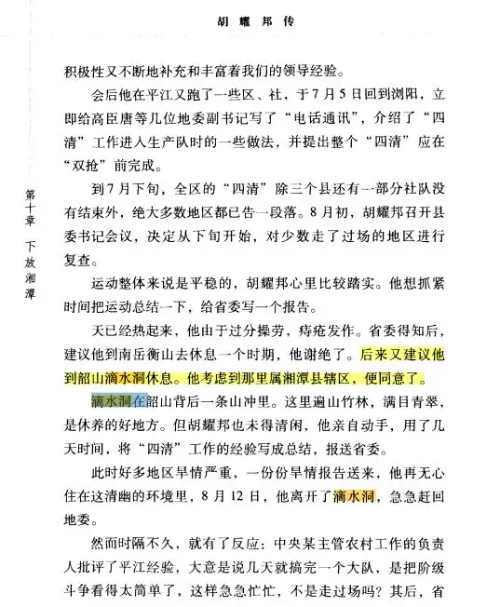 胡耀邦传
积极性又不断地补充和丰富着我们的领导经验。
会后他在平江又跑了一些区、社，于7月5日回到浏阳，立
即给高臣唐等几位地委副书记写了“电话通讯”，介绍了“四
清”工作进入生产队时的一些做法，并提出整个“四清”应在
“双抢”前完成。
到7月下旬，全区的“四清”除三个县还有一部分社队没
有结束外，绝大多数地区都已告一段落。8月初，胡耀邦召开县
委书记会议，决定从下旬开始，对少数走了过场的地区进行
复查。
运动整体来说是平稳的，胡耀邦心里比较踏实。他想抓紧
时间把运动总结一下，给省委写一个报告。
天已经热起来，他由于过分操劳，痔疮发作。省委得知后，
建议他到南岳衡山去休息一个时期，他谢绝了。后来又建议他
到韶山滴水洞休息。他考虑到那里属湘潭县辖区，便同意了。
滴水洞在韶山背后一条山冲里。这里遍山竹林，满目青翠，
是休养的好地方。但胡耀邦也未得清闲，他亲自动手，用了几
天时间，将“四清”工作的经验写成总结，报送省委。
此时好多地区旱情严重，一份份旱情报告送来，他再无心
住在这清幽的环境里，8月12日，他离开了滴水洞，急急赶回
地委。
然而时隔不久，就有了反应：中央某主管农村工作的负责
人批评了平江经验，大意是说几天就搞完一个大队，是把阶级
斗争看得太简单了，这样急急忙忙，不是走过场吗？其后，省
第十章 下放湘潭